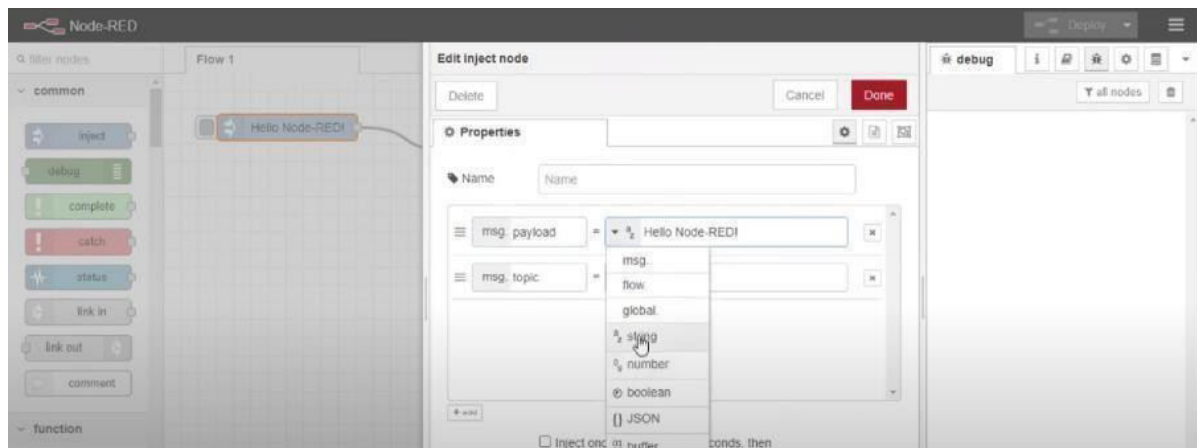 Node-RED
Deploy
filter nodes
Flow 1
Edit inject node
debug
i
common
Delete
Cancel
Done
all nodes
inject
Hello Node-RED!
Properties
debug
Name
Name
complete
msg. payload
=
Hello Node-RED!
catch
msg.
status
msg. topic
=
flow.
link in
global.
string
link out
number
comment
boolean
add
{} JSON
function
Inject once
buffer
conds, then